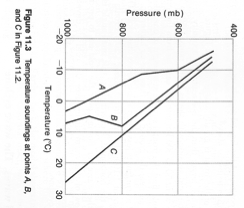 Pressure (mb)
1000
800
600
400
-20
-10
0
10
20
30
Temperature (°C)
A
B
C
Figure 11.3 Temperature soundings at points A, B,
and C in Figure 11.2.